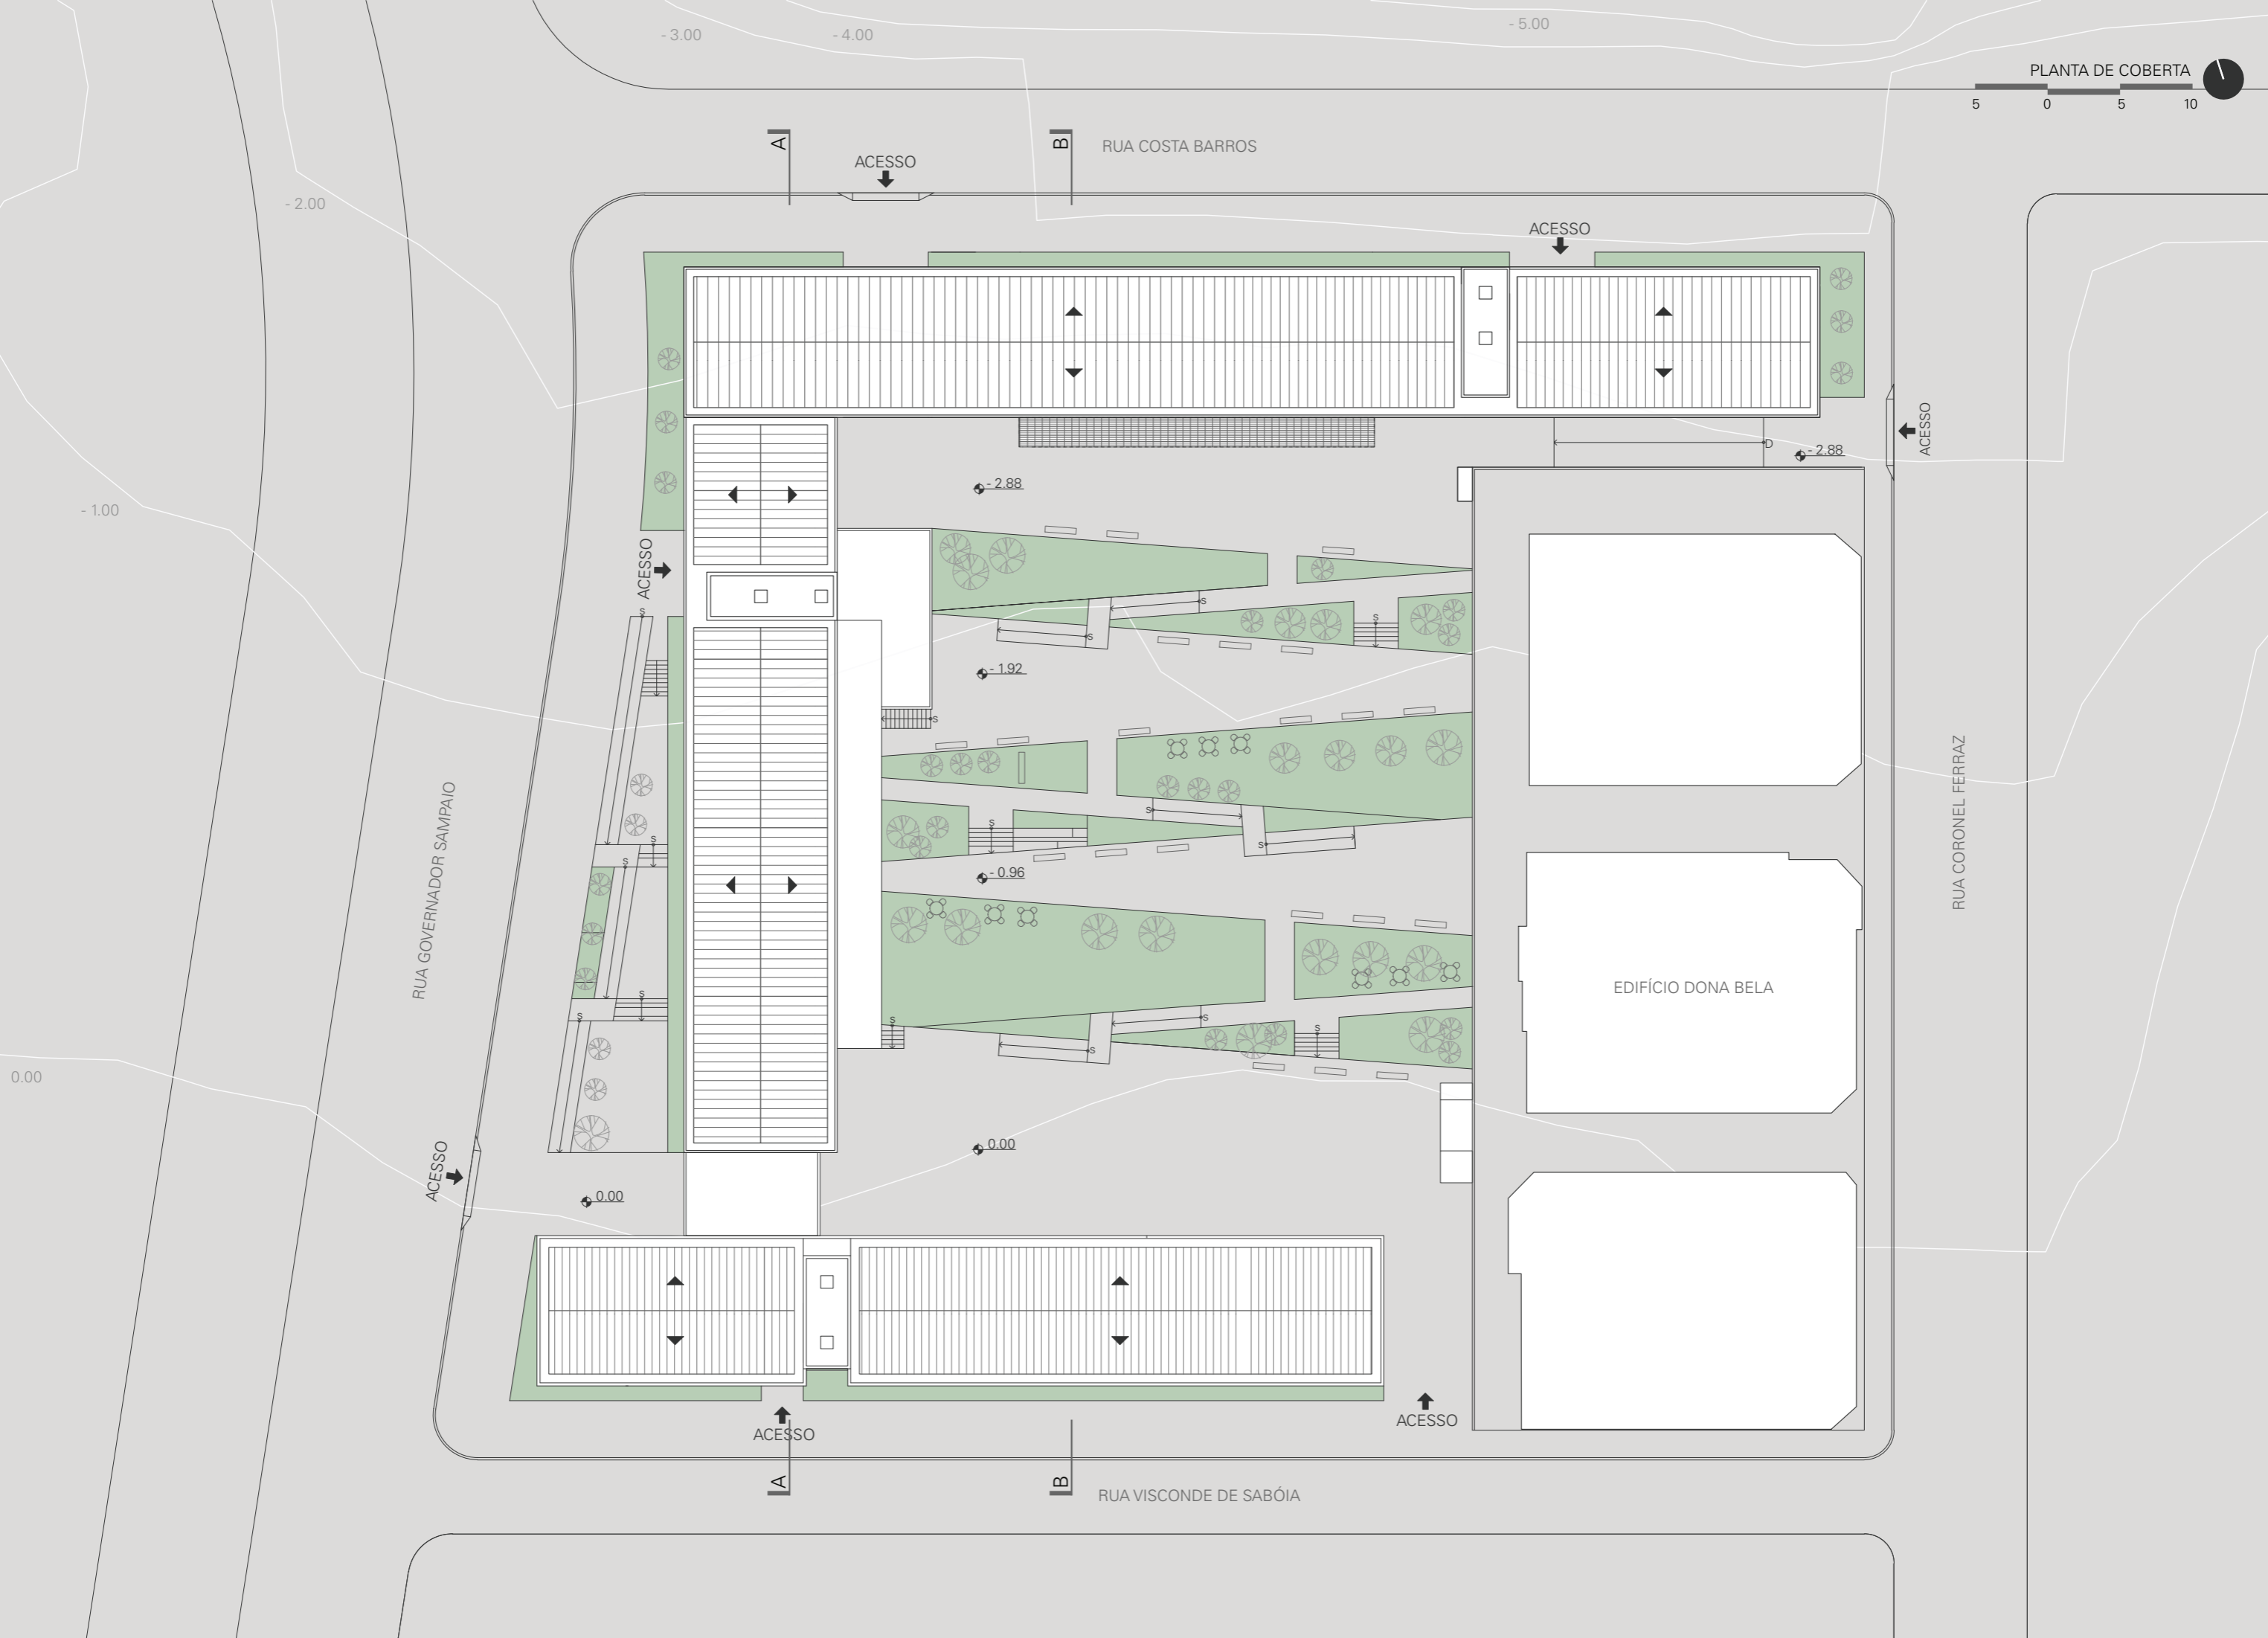 - 3.00
- 4.00
- 5.00
PLANTA DE COBERTA
5 0 5 10
A
B
RUA COSTA BARROS
ACESSO
- 2.00
ACESSO
ACESSO
D
- 2.88
- 2.88
- 1.00
ACESSO
S
S
S
S
- 1.92
S
S
RUA GOVERNADOR SAMPAIO
RUA CORONEL FERRAZ
S
S
S
S
S
- 0.96
EDIFÍCIO DONA BELA
S
S
S
S
S
S
0.00
0.00
ACESSO
0.00
ACESSO
ACESSO
A
B
RUA VISCONDE DE SABÓIA